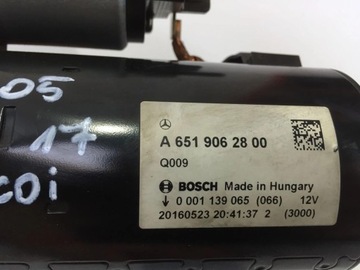 05
17
CDi
A 651 906 28 00
Q009
BOSCH Made in Hungary
0 001 139 065 (066) 12V
20160523 20:41:37 2 (3000)